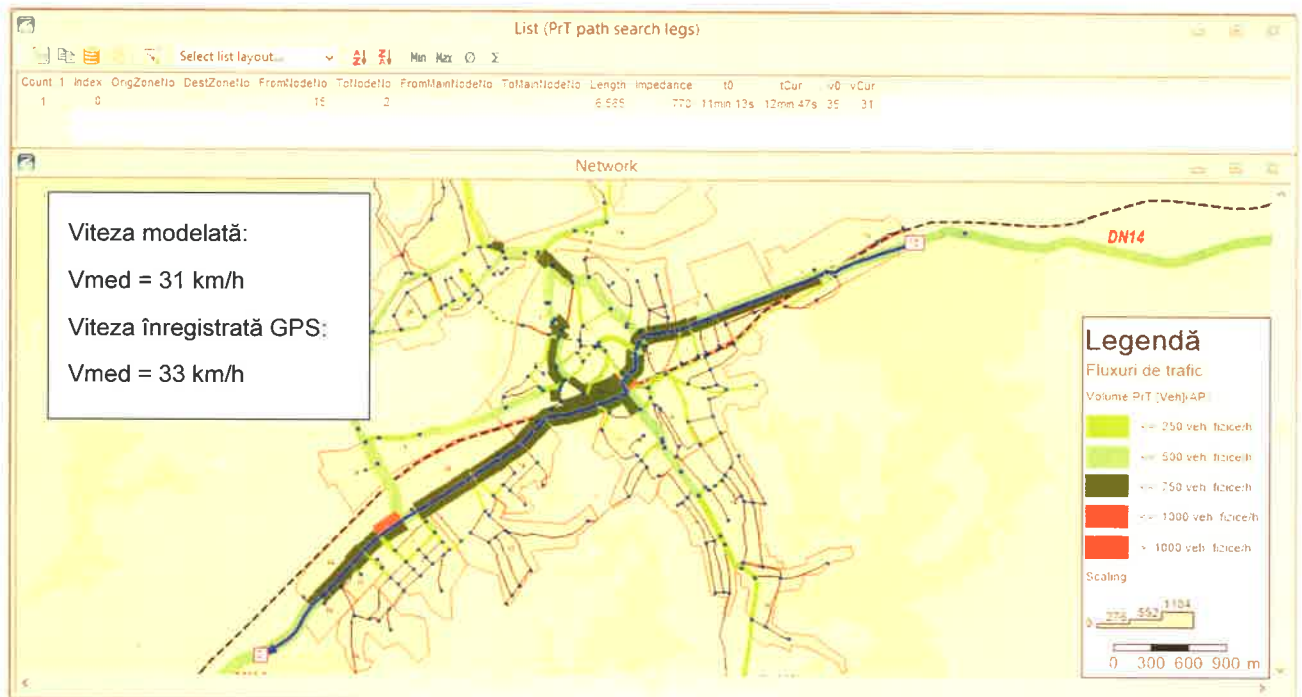 List (PrT path search legs)
Select list layout...
Min Max Ø Σ
Count: 1 Index OrigZoneNo DestZoneNo FromNodeNo ToNodeNo FromMainNodeNo ToMainNodeNo Length Impedance t0 tCur v0 vCur
1 0 15 2 6.585 770 11min 13s 12min 47s 35 31
Network
Viteza modelată:
Vmed = 31 km/h
Viteza înregistrată GPS:
Vmed = 33 km/h
DN14
Legendă
Fluxuri de trafic
Volume PrT [Veh](AP)
<= 250 veh. fizice/h
<= 500 veh. fizice/h
<= 750 veh. fizice/h
<= 1000 veh. fizice/h
> 1000 veh. fizice/h
Scaling
0 276 552 1104
0 300 600 900 m